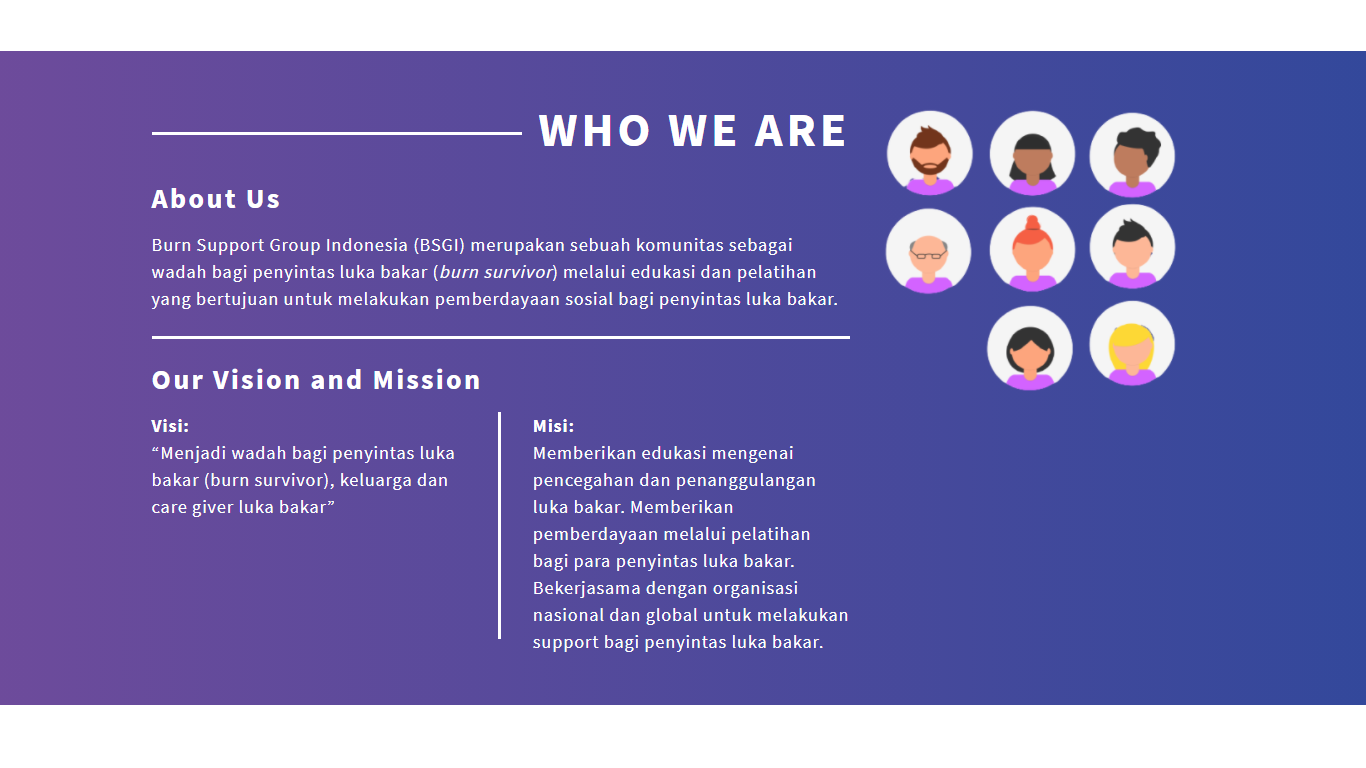 WHO WE ARE
About Us
Burn Support Group Indonesia (BSGI) merupakan sebuah komunitas sebagai
wadah bagi penyintas luka bakar (burn survivor) melalui edukasi dan pelatihan
yang bertujuan untuk melakukan pemberdayaan sosial bagi penyintas luka bakar.
Our Vision and Mission
Visi:
“Menjadi wadah bagi penyintas luka
bakar (burn survivor), keluarga dan
care giver luka bakar”
Misi:
Memberikan edukasi mengenai
pencegahan dan penanggulangan
luka bakar. Memberikan
pemberdayaan melalui pelatihan
bagi para penyintas luka bakar.
Bekerjasama dengan organisasi
nasional dan global untuk melakukan
support bagi penyintas luka bakar.